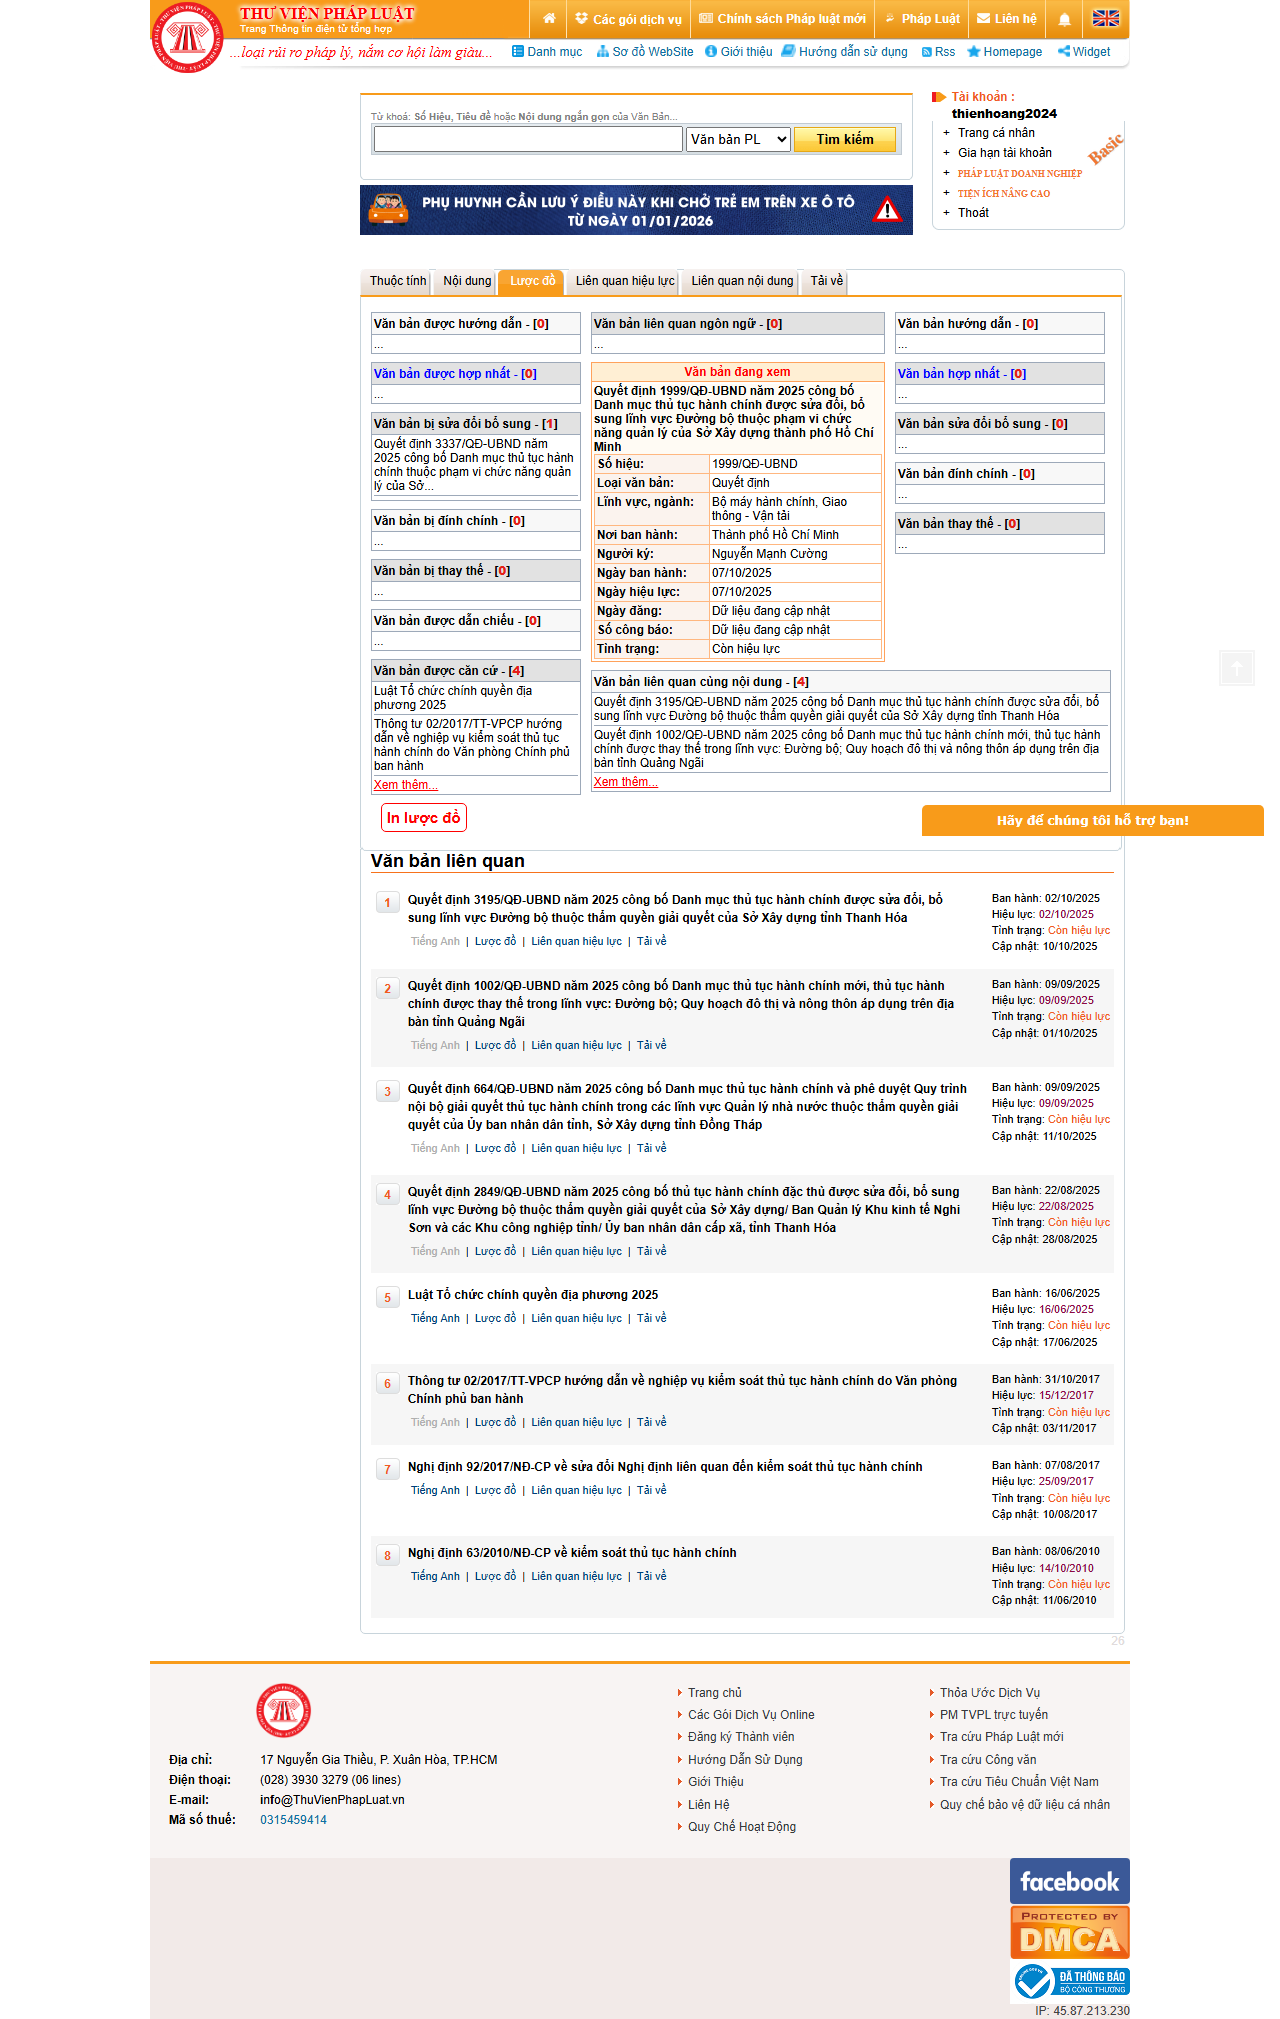 THƯ VIỆN PHÁP LUẬT
Trang Thông tin điện tử tổng hợp
Các gói dịch vụ
Chính sách Pháp luật mới
Pháp Luật
Liên hệ
...loại rủi ro pháp lý, nắm cơ hội làm giàu...
Danh mục
Sơ đồ WebSite
Giới thiệu
Hướng dẫn sử dụng
Rss
Homepage
Widget
Từ khoá: Số Hiệu, Tiêu đề hoặc Nội dung ngắn gọn của Văn Bản...
Văn bản PL
Tìm kiếm
PHỤ HUYNH CẦN LƯU Ý ĐIỀU NÀY KHI CHỞ TRẺ EM TRÊN XE Ô TÔ
TỪ NGÀY 01/01/2026
Tài khoản :
thienhoang2024
+ Trang cá nhân
+ Gia hạn tài khoản
+ PHÁP LUẬT DOANH NGHIỆP
+ TIỆN ÍCH NÂNG CAO
+ Thoát
Basic
Thuộc tính
Nội dung
Lược đồ
Liên quan hiệu lực
Liên quan nội dung
Tải về
Văn bản được hướng dẫn - [0]
...
Văn bản được hợp nhất - [0]
...
Văn bản bị sửa đổi bổ sung - [1]
Quyết định 3337/QĐ-UBND năm
2025 công bố Danh mục thủ tục hành
chính thuộc phạm vi chức năng quản
lý của Sở...
Văn bản bị đính chính - [0]
...
Văn bản bị thay thế - [0]
...
Văn bản được dẫn chiếu - [0]
...
Văn bản được căn cứ - [4]
Luật Tổ chức chính quyền địa
phương 2025
Thông tư 02/2017/TT-VPCP hướng
dẫn về nghiệp vụ kiểm soát thủ tục
hành chính do Văn phòng Chính phủ
ban hành
Xem thêm...
Văn bản liên quan ngôn ngữ - [0]
...
Văn bản đang xem
Quyết định 1999/QĐ-UBND năm 2025 công bố
Danh mục thủ tục hành chính được sửa đổi, bổ
sung lĩnh vực Đường bộ thuộc phạm vi chức
năng quản lý của Sở Xây dựng thành phố Hồ Chí
Minh
Số hiệu: 1999/QĐ-UBND
Loại văn bản: Quyết định
Lĩnh vực, ngành: Bộ máy hành chính, Giao
thông - Vận tải
Nơi ban hành: Thành phố Hồ Chí Minh
Người ký: Nguyễn Mạnh Cường
Ngày ban hành: 07/10/2025
Ngày hiệu lực: 07/10/2025
Ngày đăng: Dữ liệu đang cập nhật
Số công báo: Dữ liệu đang cập nhật
Tình trạng: Còn hiệu lực
Văn bản hướng dẫn - [0]
...
Văn bản hợp nhất - [0]
...
Văn bản sửa đổi bổ sung - [0]
...
Văn bản đính chính - [0]
...
Văn bản thay thế - [0]
...
Văn bản liên quan cùng nội dung - [4]
Quyết định 3195/QĐ-UBND năm 2025 công bố Danh mục thủ tục hành chính được sửa đổi, bổ
sung lĩnh vực Đường bộ thuộc thẩm quyền giải quyết của Sở Xây dựng tỉnh Thanh Hóa
Quyết định 1002/QĐ-UBND năm 2025 công bố Danh mục thủ tục hành chính mới, thủ tục hành
chính được thay thế trong lĩnh vực: Đường bộ; Quy hoạch đô thị và nông thôn áp dụng trên địa
bàn tỉnh Quảng Ngãi
Xem thêm...
In lược đồ
Hãy để chúng tôi hỗ trợ bạn!
Văn bản liên quan
1
Quyết định 3195/QĐ-UBND năm 2025 công bố Danh mục thủ tục hành chính được sửa đổi, bổ
sung lĩnh vực Đường bộ thuộc thẩm quyền giải quyết của Sở Xây dựng tỉnh Thanh Hóa
Tiếng Anh | Lược đồ | Liên quan hiệu lực | Tải về
Ban hành: 02/10/2025
Hiệu lực: 02/10/2025
Tình trạng: Còn hiệu lực
Cập nhật: 10/10/2025
2
Quyết định 1002/QĐ-UBND năm 2025 công bố Danh mục thủ tục hành chính mới, thủ tục hành
chính được thay thế trong lĩnh vực: Đường bộ; Quy hoạch đô thị và nông thôn áp dụng trên địa
bàn tỉnh Quảng Ngãi
Tiếng Anh | Lược đồ | Liên quan hiệu lực | Tải về
Ban hành: 09/09/2025
Hiệu lực: 09/09/2025
Tình trạng: Còn hiệu lực
Cập nhật: 01/10/2025
3
Quyết định 664/QĐ-UBND năm 2025 công bố Danh mục thủ tục hành chính và phê duyệt Quy trình
nội bộ giải quyết thủ tục hành chính trong các lĩnh vực Quản lý nhà nước thuộc thẩm quyền giải
quyết của Ủy ban nhân dân tỉnh, Sở Xây dựng tỉnh Đồng Tháp
Tiếng Anh | Lược đồ | Liên quan hiệu lực | Tải về
Ban hành: 09/09/2025
Hiệu lực: 09/09/2025
Tình trạng: Còn hiệu lực
Cập nhật: 11/10/2025
4
Quyết định 2849/QĐ-UBND năm 2025 công bố thủ tục hành chính đặc thù được sửa đổi, bổ sung
lĩnh vực Đường bộ thuộc thẩm quyền giải quyết của Sở Xây dựng/ Ban Quản lý Khu kinh tế Nghi
Sơn và các Khu công nghiệp tỉnh/ Ủy ban nhân dân cấp xã, tỉnh Thanh Hóa
Tiếng Anh | Lược đồ | Liên quan hiệu lực | Tải về
Ban hành: 22/08/2025
Hiệu lực: 22/08/2025
Tình trạng: Còn hiệu lực
Cập nhật: 28/08/2025
5
Luật Tổ chức chính quyền địa phương 2025
Tiếng Anh | Lược đồ | Liên quan hiệu lực | Tải về
Ban hành: 16/06/2025
Hiệu lực: 16/06/2025
Tình trạng: Còn hiệu lực
Cập nhật: 17/06/2025
6
Thông tư 02/2017/TT-VPCP hướng dẫn về nghiệp vụ kiểm soát thủ tục hành chính do Văn phòng
Chính phủ ban hành
Tiếng Anh | Lược đồ | Liên quan hiệu lực | Tải về
Ban hành: 31/10/2017
Hiệu lực: 15/12/2017
Tình trạng: Còn hiệu lực
Cập nhật: 03/11/2017
7
Nghị định 92/2017/NĐ-CP về sửa đổi Nghị định liên quan đến kiểm soát thủ tục hành chính
Tiếng Anh | Lược đồ | Liên quan hiệu lực | Tải về
Ban hành: 07/08/2017
Hiệu lực: 25/09/2017
Tình trạng: Còn hiệu lực
Cập nhật: 10/08/2017
8
Nghị định 63/2010/NĐ-CP về kiểm soát thủ tục hành chính
Tiếng Anh | Lược đồ | Liên quan hiệu lực | Tải về
Ban hành: 08/06/2010
Hiệu lực: 14/10/2010
Tình trạng: Còn hiệu lực
Cập nhật: 11/06/2010
26
Địa chỉ: 17 Nguyễn Gia Thiều, P. Xuân Hòa, TP.HCM
Điện thoại: (028) 3930 3279 (06 lines)
E-mail: info@ThuVienPhapLuat.vn
Mã số thuế: 0315459414
Trang chủ
Các Gói Dịch Vụ Online
Đăng ký Thành viên
Hướng Dẫn Sử Dụng
Giới Thiệu
Liên Hệ
Quy Chế Hoạt Động
Thỏa Ước Dịch Vụ
PM TVPL trực tuyến
Tra cứu Pháp Luật mới
Tra cứu Công văn
Tra cứu Tiêu Chuẩn Việt Nam
Quy chế bảo vệ dữ liệu cá nhân
facebook
PROTECTED BY
DMCA
ĐÃ THÔNG BÁO
BỘ CÔNG THƯƠNG
IP: 45.87.213.230